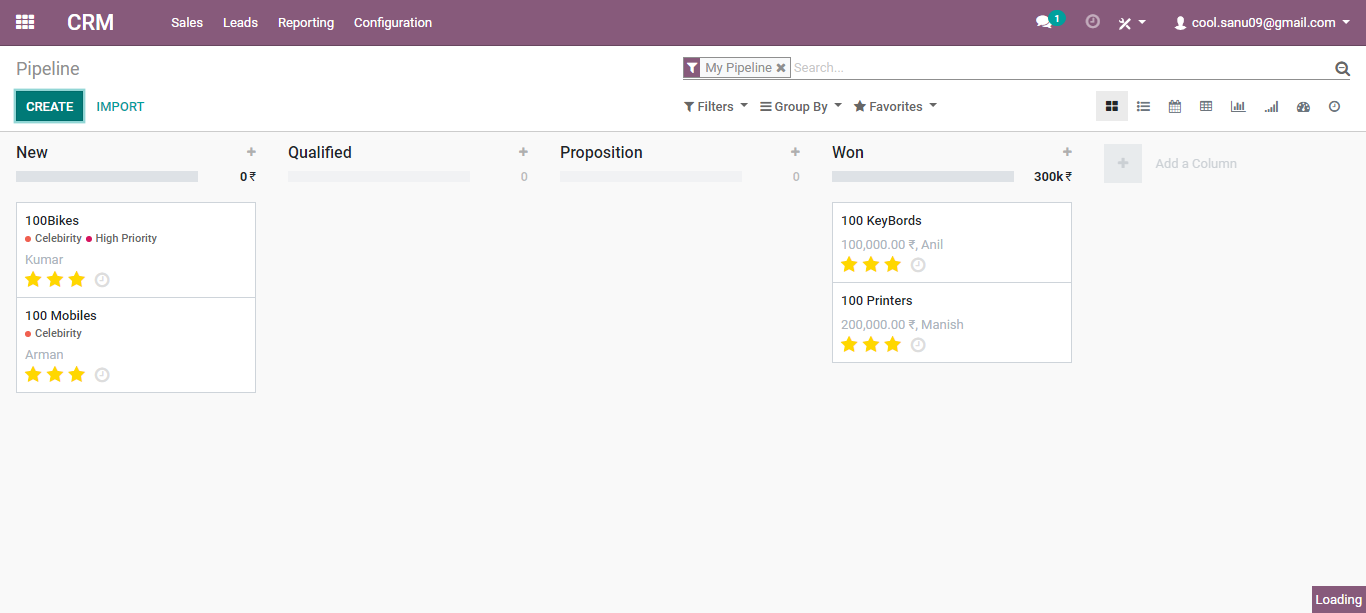 CRM Sales Leads Reporting Configuration 1 cool.sanu09@gmail.com
Pipeline My Pipeline Search...
CREATE IMPORT Filters Group By Favorites
New Qualified Proposition Won Add a Column
0 ₹ 0 0 300k ₹
100Bikes
Celebirity High Priority
Kumar
100 Mobiles
Celebirity
Arman
100 KeyBords
100,000.00 ₹, Anil
100 Printers
200,000.00 ₹, Manish
Loading